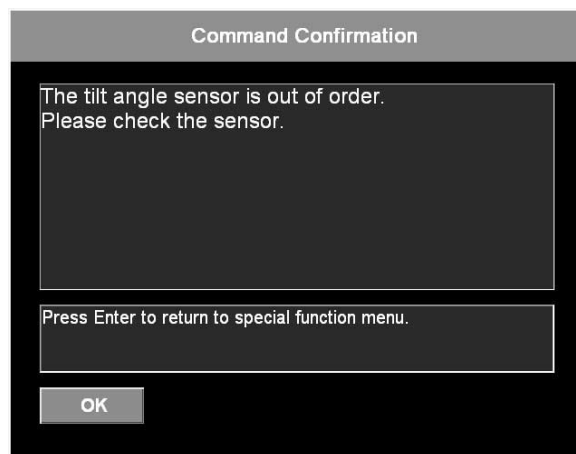 Command Confirmation
The tilt angle sensor is out of order.
Please check the sensor.
Press Enter to return to special function menu.
OK